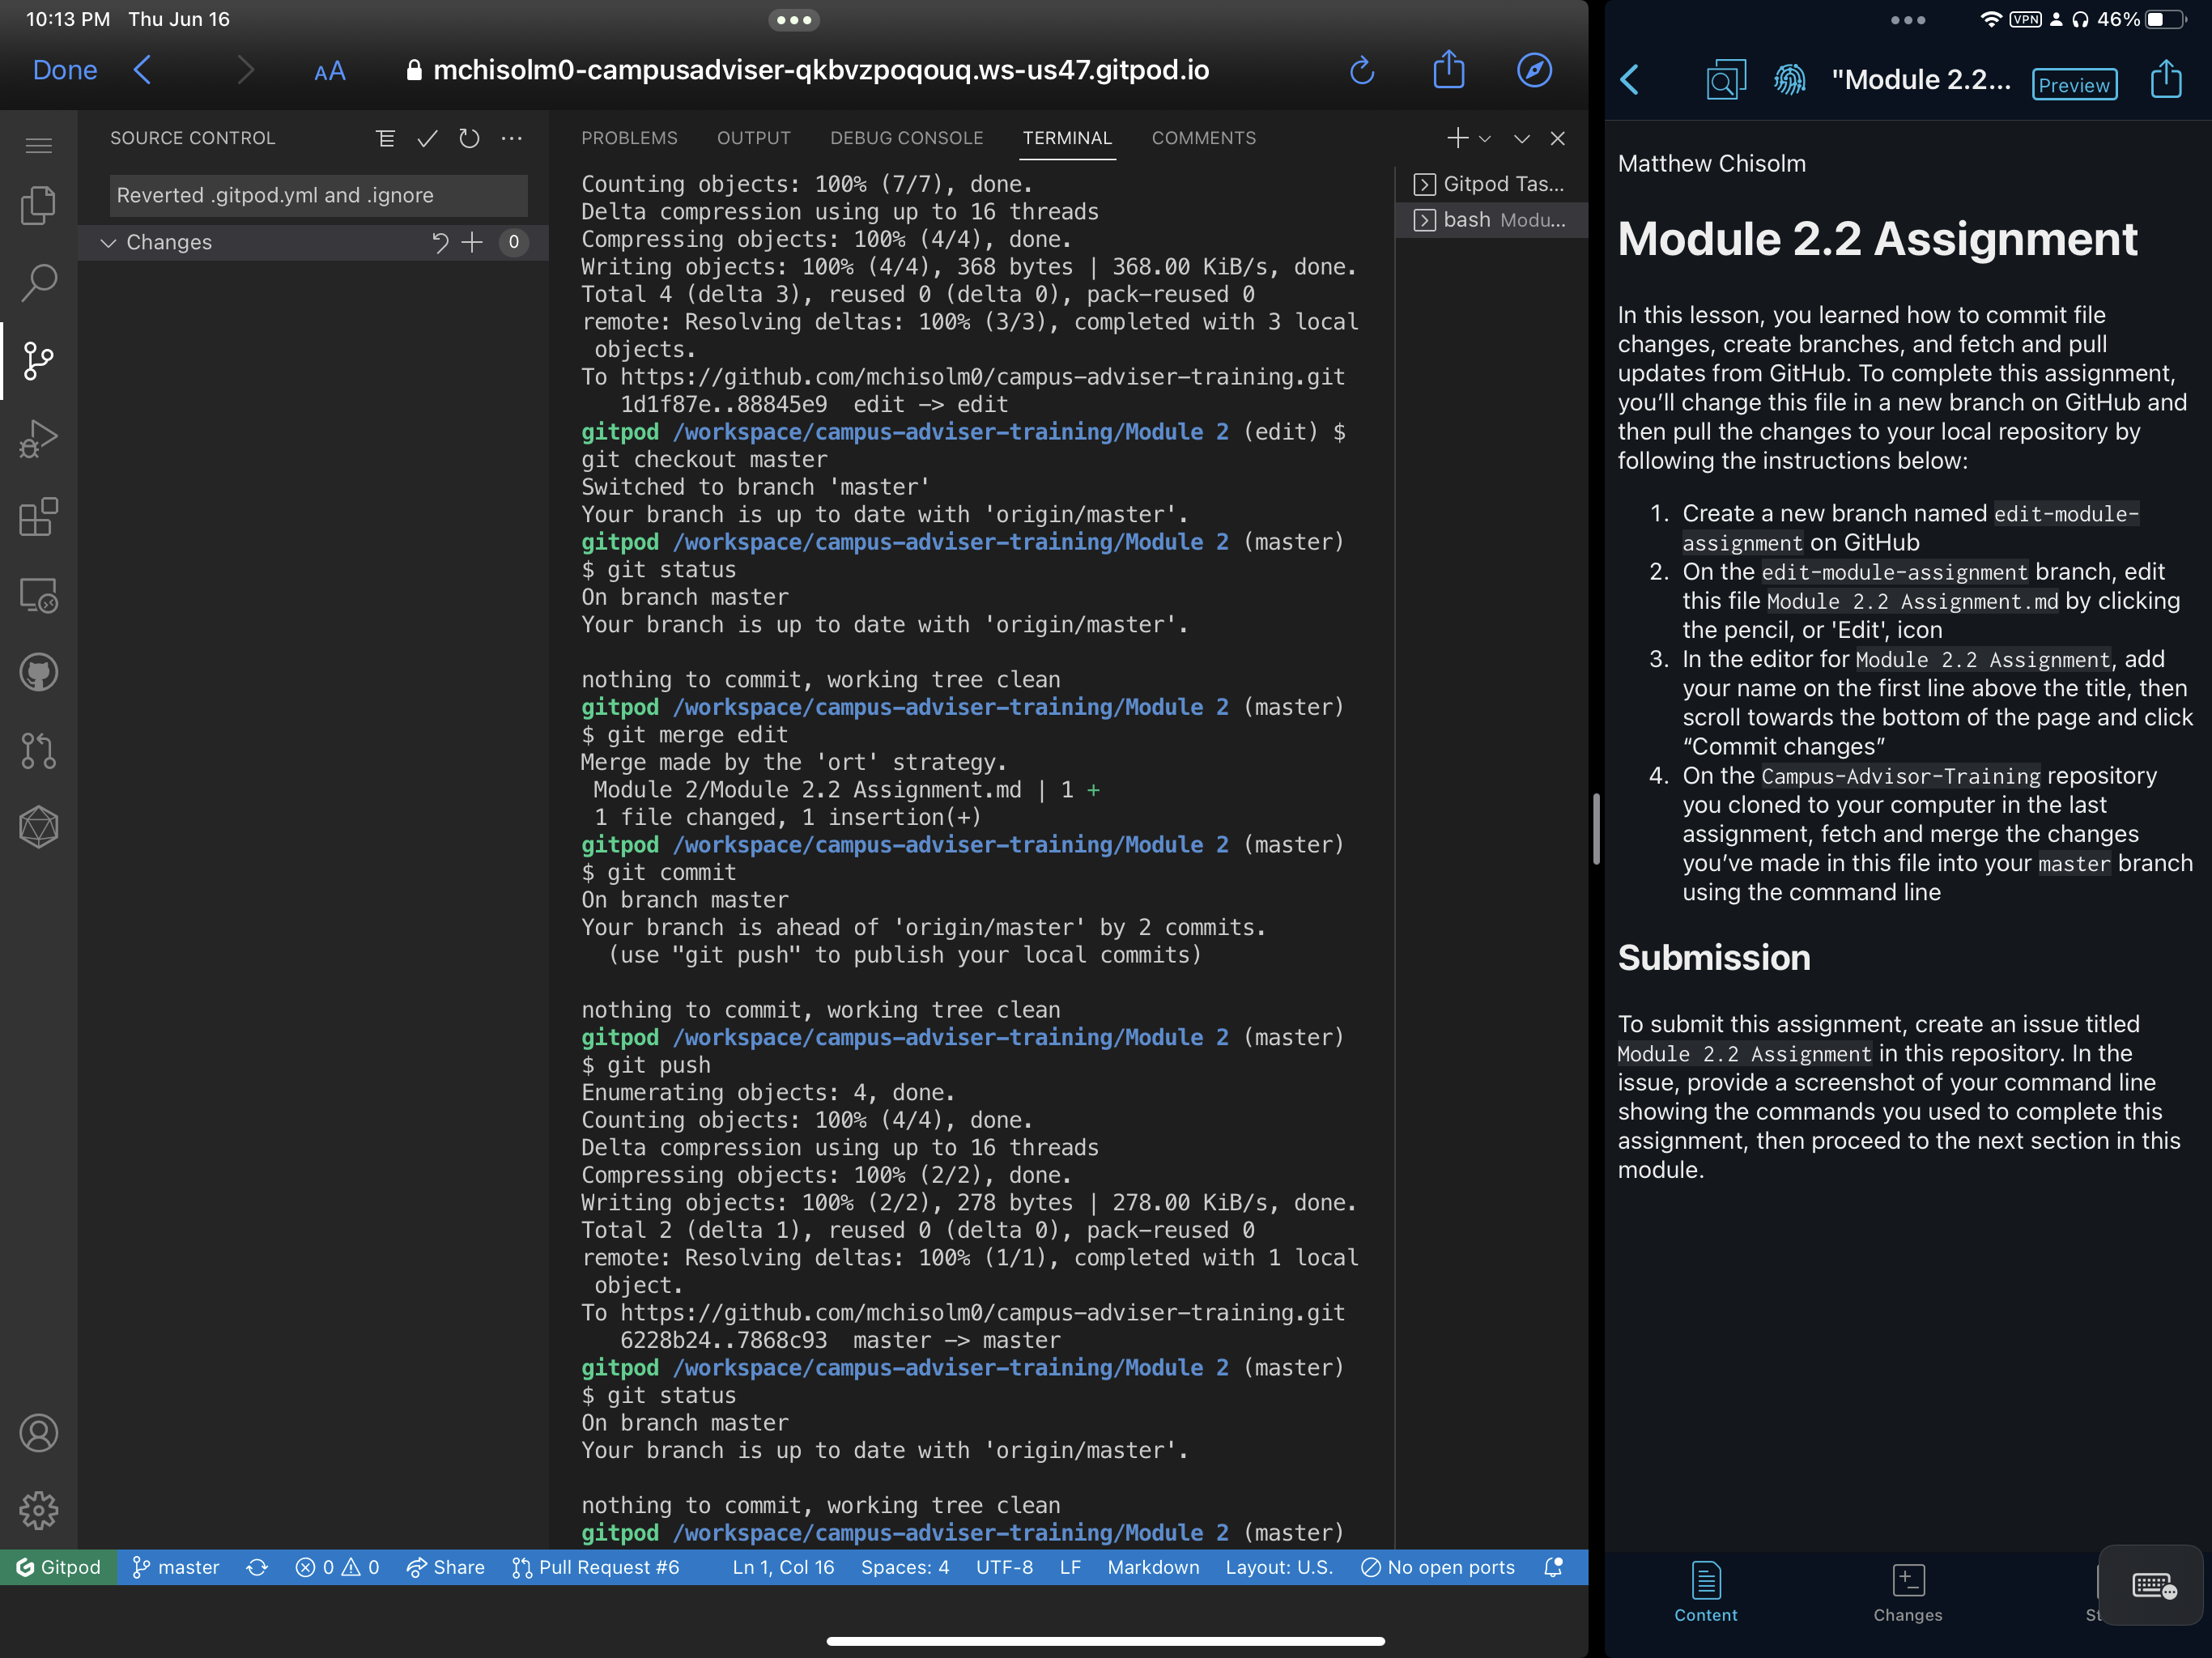 10:13 PM Thu Jun 16
Done
AA
mchisolm0-campusadviser-qkbvzpoqouq.ws-us47.gitpod.io
SOURCE CONTROL
Reverted .gitpod.yml and .ignore
Changes
0
PROBLEMS
OUTPUT
DEBUG CONSOLE
TERMINAL
COMMENTS
Counting objects: 100% (7/7), done.
Delta compression using up to 16 threads
Compressing objects: 100% (4/4), done.
Writing objects: 100% (4/4), 368 bytes | 368.00 KiB/s, done.
Total 4 (delta 3), reused 0 (delta 0), pack-reused 0
remote: Resolving deltas: 100% (3/3), completed with 3 local
objects.
To https://github.com/mchisolm0/campus-adviser-training.git
1d1f87e..88845e9 edit -> edit
gitpod /workspace/campus-adviser-training/Module 2 (edit) $
git checkout master
Switched to branch 'master'
Your branch is up to date with 'origin/master'.
gitpod /workspace/campus-adviser-training/Module 2 (master)
$ git status
On branch master
Your branch is up to date with 'origin/master'.
nothing to commit, working tree clean
gitpod /workspace/campus-adviser-training/Module 2 (master)
$ git merge edit
Merge made by the 'ort' strategy.
Module 2/Module 2.2 Assignment.md | 1 +
1 file changed, 1 insertion(+)
gitpod /workspace/campus-adviser-training/Module 2 (master)
$ git commit
On branch master
Your branch is ahead of 'origin/master' by 2 commits.
(use "git push" to publish your local commits)
nothing to commit, working tree clean
gitpod /workspace/campus-adviser-training/Module 2 (master)
$ git push
Enumerating objects: 4, done.
Counting objects: 100% (4/4), done.
Delta compression using up to 16 threads
Compressing objects: 100% (2/2), done.
Writing objects: 100% (2/2), 278 bytes | 278.00 KiB/s, done.
Total 2 (delta 1), reused 0 (delta 0), pack-reused 0
remote: Resolving deltas: 100% (1/1), completed with 1 local
object.
To https://github.com/mchisolm0/campus-adviser-training.git
6228b24..7868c93 master -> master
gitpod /workspace/campus-adviser-training/Module 2 (master)
$ git status
On branch master
Your branch is up to date with 'origin/master'.
nothing to commit, working tree clean
gitpod /workspace/campus-adviser-training/Module 2 (master)
Gitpod Tas...
bash Modu...
Gitpod
master
0
0
Share
Pull Request #6
Ln 1, Col 16
Spaces: 4
UTF-8
LF
Markdown
Layout: U.S.
No open ports
VPN
46%
"Module 2.2...
Preview
Matthew Chisolm
Module 2.2 Assignment
In this lesson, you learned how to commit file
changes, create branches, and fetch and pull
updates from GitHub. To complete this assignment,
you’ll change this file in a new branch on GitHub and
then pull the changes to your local repository by
following the instructions below:
1. Create a new branch named edit-module-
assignment on GitHub
2. On the edit-module-assignment branch, edit
this file Module 2.2 Assignment.md by clicking
the pencil, or 'Edit', icon
3. In the editor for Module 2.2 Assignment, add
your name on the first line above the title, then
scroll towards the bottom of the page and click
“Commit changes”
4. On the Campus-Advisor-Training repository
you cloned to your computer in the last
assignment, fetch and merge the changes
you’ve made in this file into your master branch
using the command line
Submission
To submit this assignment, create an issue titled
Module 2.2 Assignment in this repository. In the
issue, provide a screenshot of your command line
showing the commands you used to complete this
assignment, then proceed to the next section in this
module.
Content
Changes